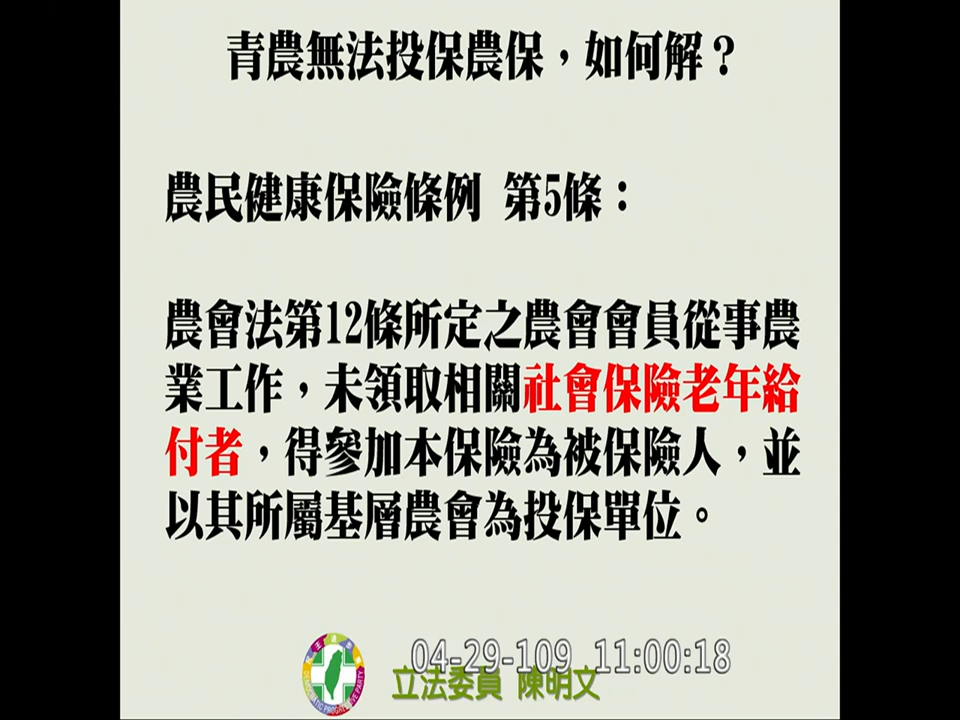 青農無法投保農保，如何解？
農民健康保險條例 第5條：
農會法第12條所定之農會會員從事農
業工作，未領取相關社會保險老年給
付者，得參加本保險為被保險人，並
以其所屬基層農會為投保單位。
04-29-109 11:00:18
立法委員 陳明文
DEMOCRATIC PROGRESSIVE PARTY